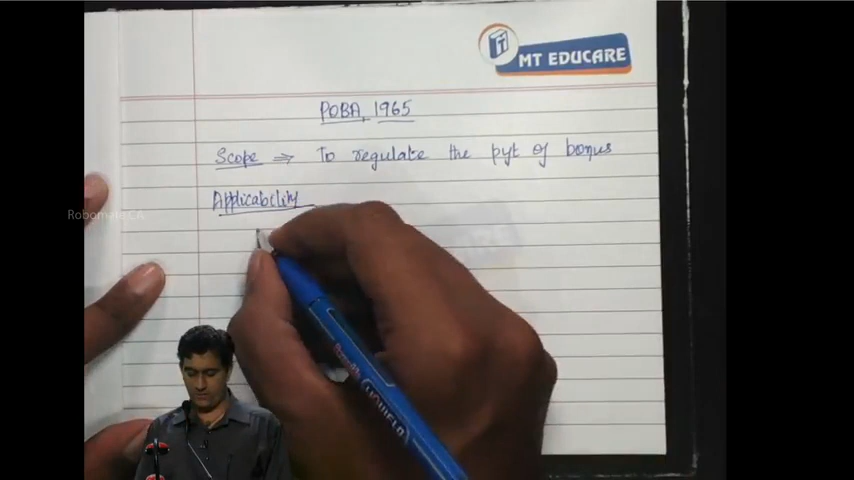 MT EDUCARE
POBA, 1965
Scope ⇒ To regulate the pyt of bonus
Applicability